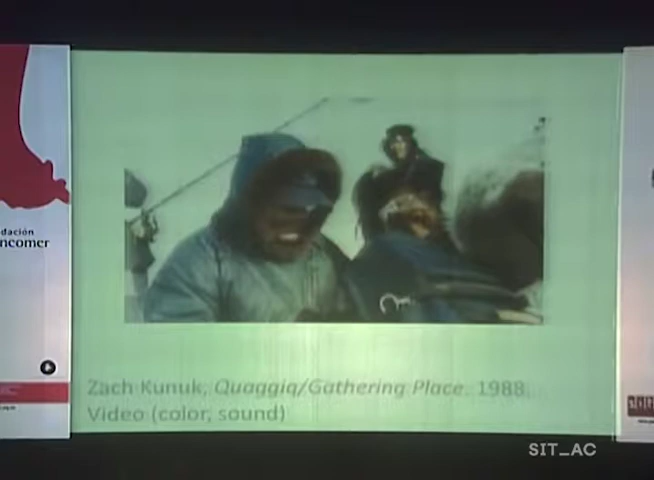 dación
ncomer
Zach Kunuk, Quaggiq/Gathering Place. 1988.
Video (color, sound)
SIT_AC